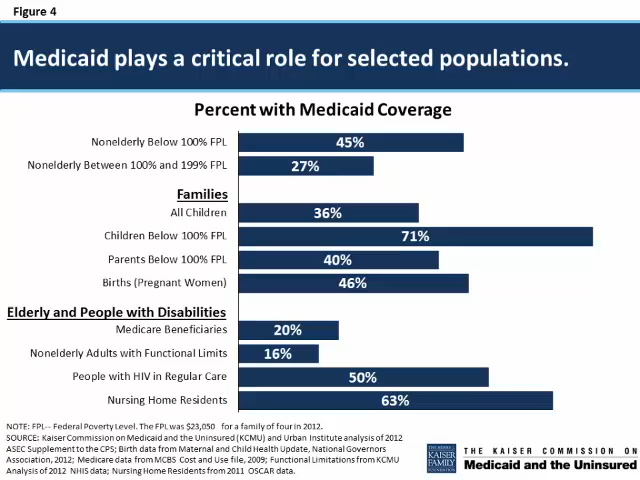 Figure 4
Medicaid plays a critical role for selected populations.
Percent with Medicaid Coverage
Nonelderly Below 100% FPL 45%
Nonelderly Between 100% and 199% FPL 27%
Families
All Children 36%
Children Below 100% FPL 71%
Parents Below 100% FPL 40%
Births (Pregnant Women) 46%
Elderly and People with Disabilities
Medicare Beneficiaries 20%
Nonelderly Adults with Functional Limits 16%
People with HIV in Regular Care 50%
Nursing Home Residents 63%
NOTE: FPL-- Federal Poverty Level. The FPL was $23,050 for a family of four in 2012.
SOURCE: Kaiser Commission on Medicaid and the Uninsured (KCMU) and Urban Institute analysis of 2012
ASEC Supplement to the CPS; Birth data from Maternal and Child Health Update, National Governors
Association, 2012; Medicare data from MCBS Cost and Use file, 2009; Functional Limitations from KCMU
Analysis of 2012 NHIS data; Nursing Home Residents from 2011 OSCAR data.
THE HENRY J.
KAISER
FAMILY
FOUNDATION
THE KAISER COMMISSION ON
Medicaid and the Uninsured